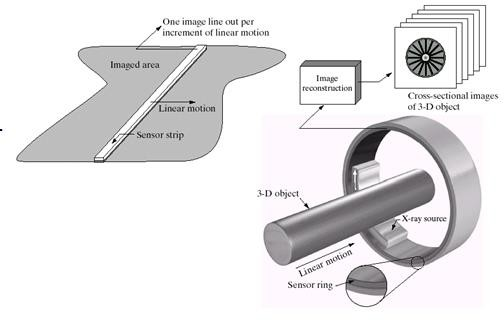 One image line out per
increment of linear motion
Imaged area
Linear motion
Sensor strip
Image
reconstruction
Cross-sectional images
of 3-D object
3-D object
X-ray source
Linear motion
Sensor ring